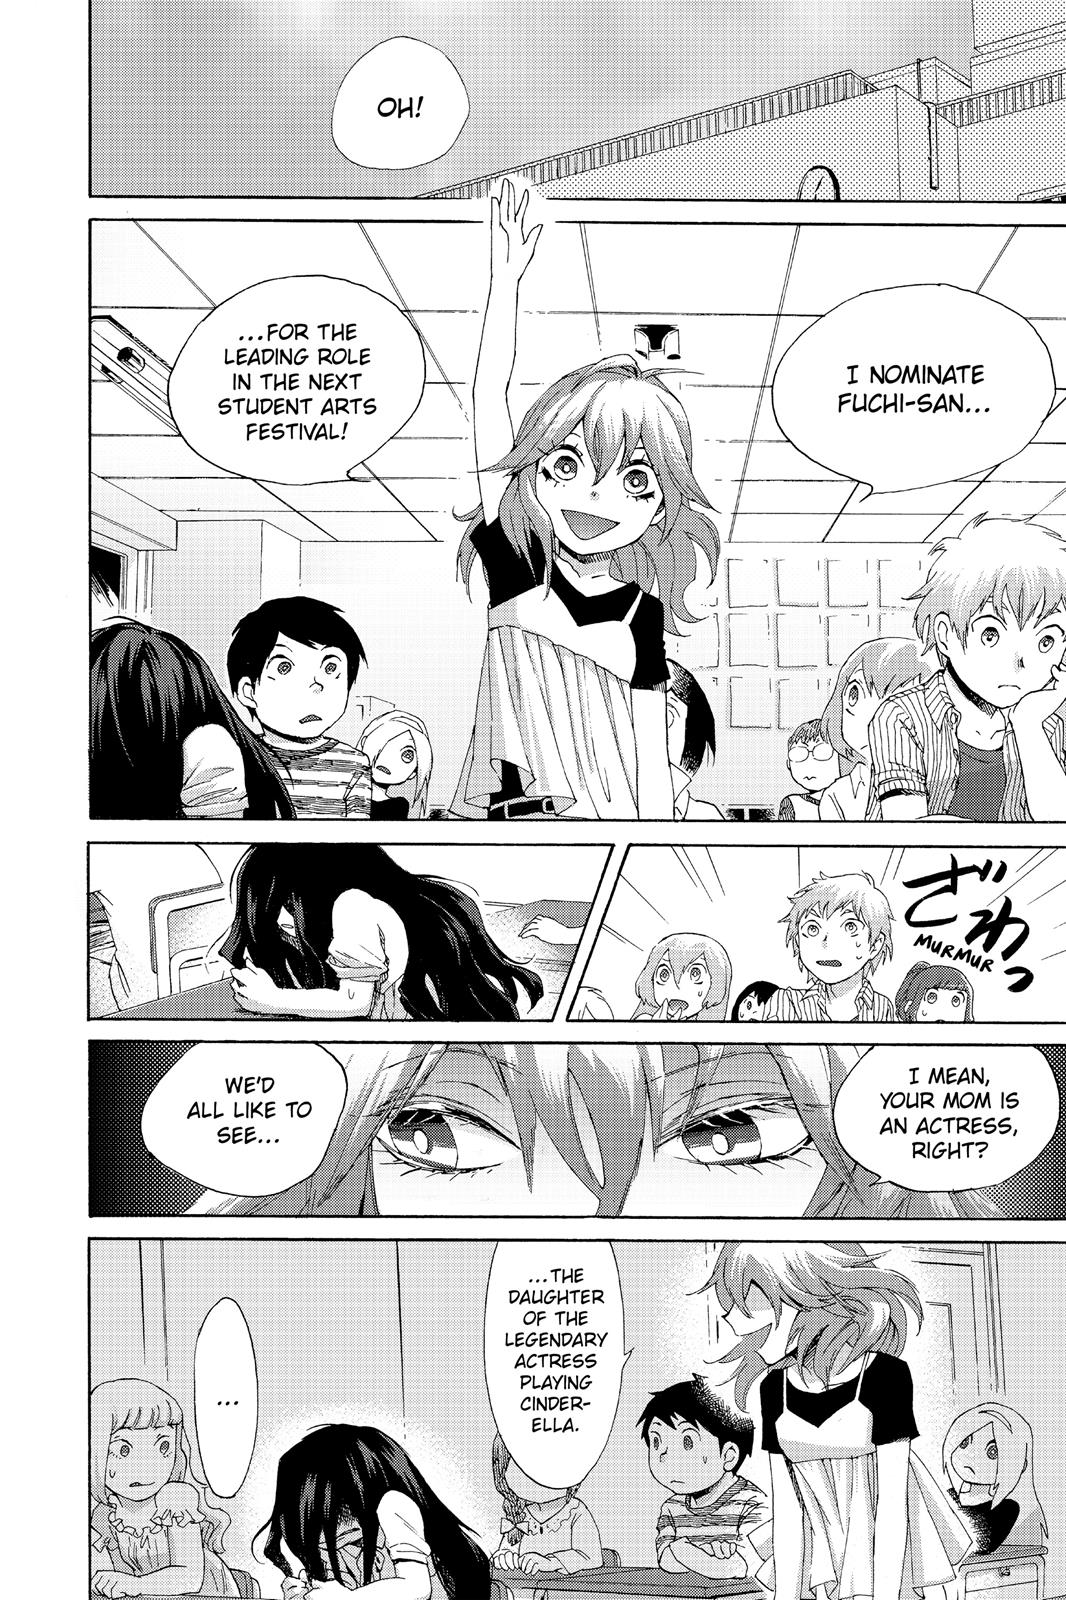 OH!
I NOMINATE
FUCHI-SAN...
...FOR THE
LEADING ROLE
IN THE NEXT
STUDENT ARTS
FESTIVAL!
ざわっ
MURMUR
I MEAN,
YOUR MOM IS
AN ACTRESS,
RIGHT?
WE'D
ALL LIKE TO
SEE...
...THE
DAUGHTER
OF THE
LEGENDARY
ACTRESS
PLAYING
CINDER-
ELLA.
...